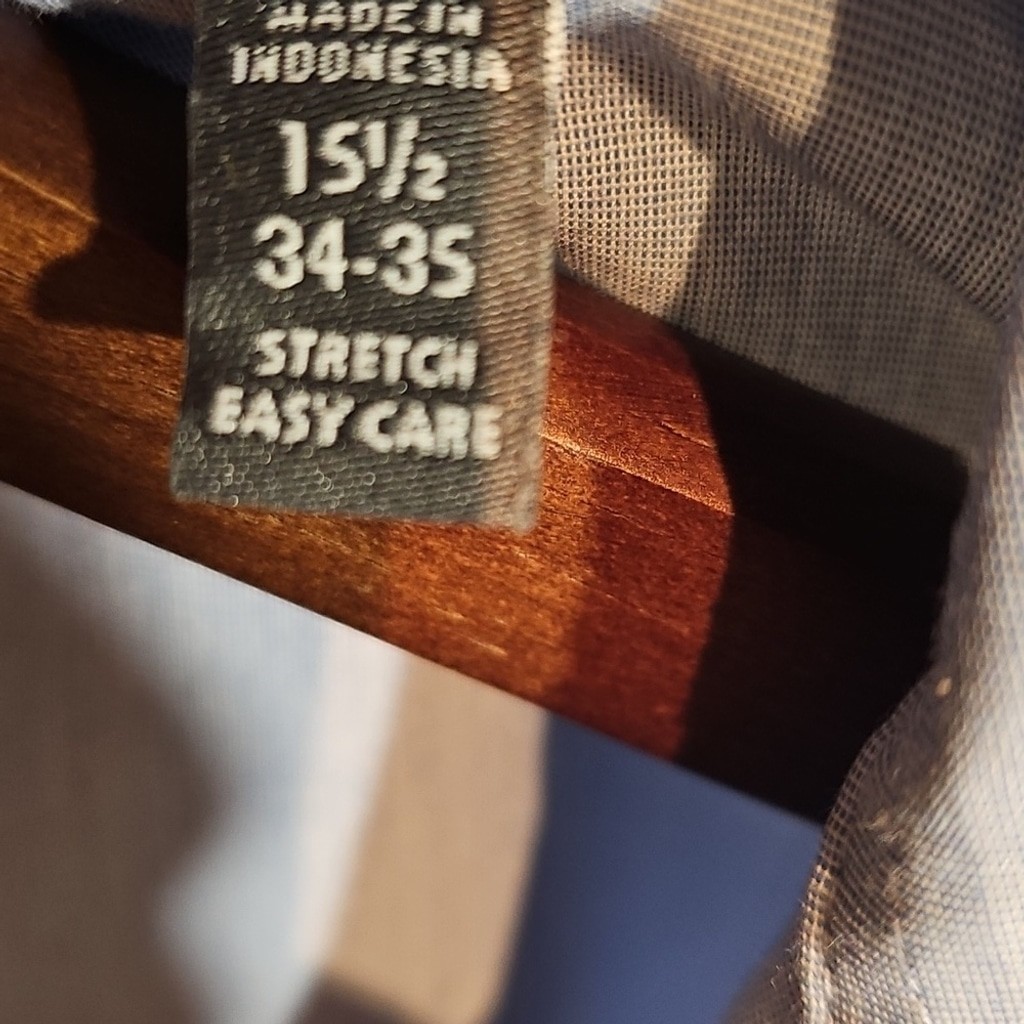 MADE IN
INDONESIA
15½
34-35
STRETCH
EASY CARE